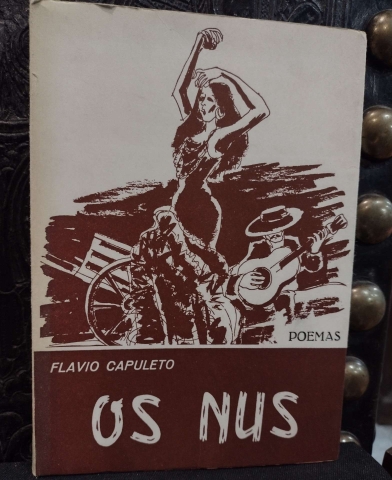 POEMAS
FLAVIO CAPULETO
OS NUS